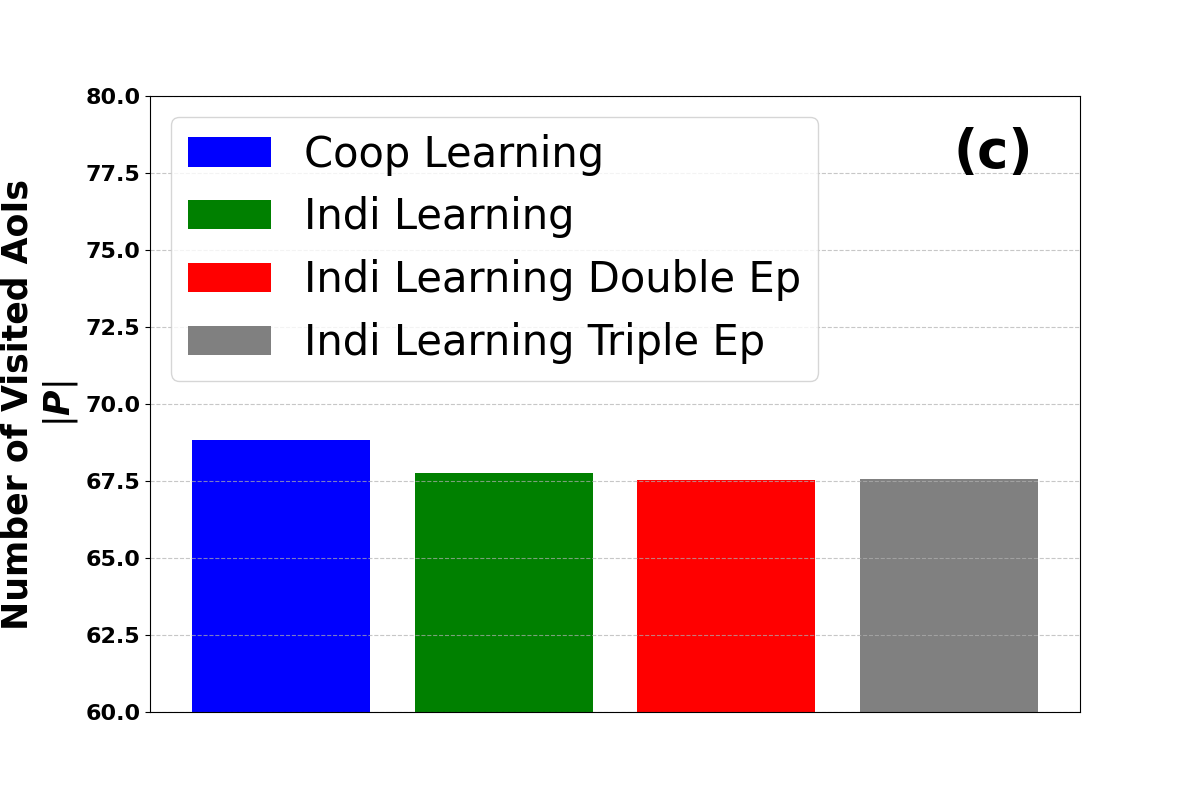 Number of Visited AoIs
|P|
80.0
77.5
75.0
72.5
70.0
67.5
65.0
62.5
60.0
Coop Learning
Indi Learning
Indi Learning Double Ep
Indi Learning Triple Ep
(c)